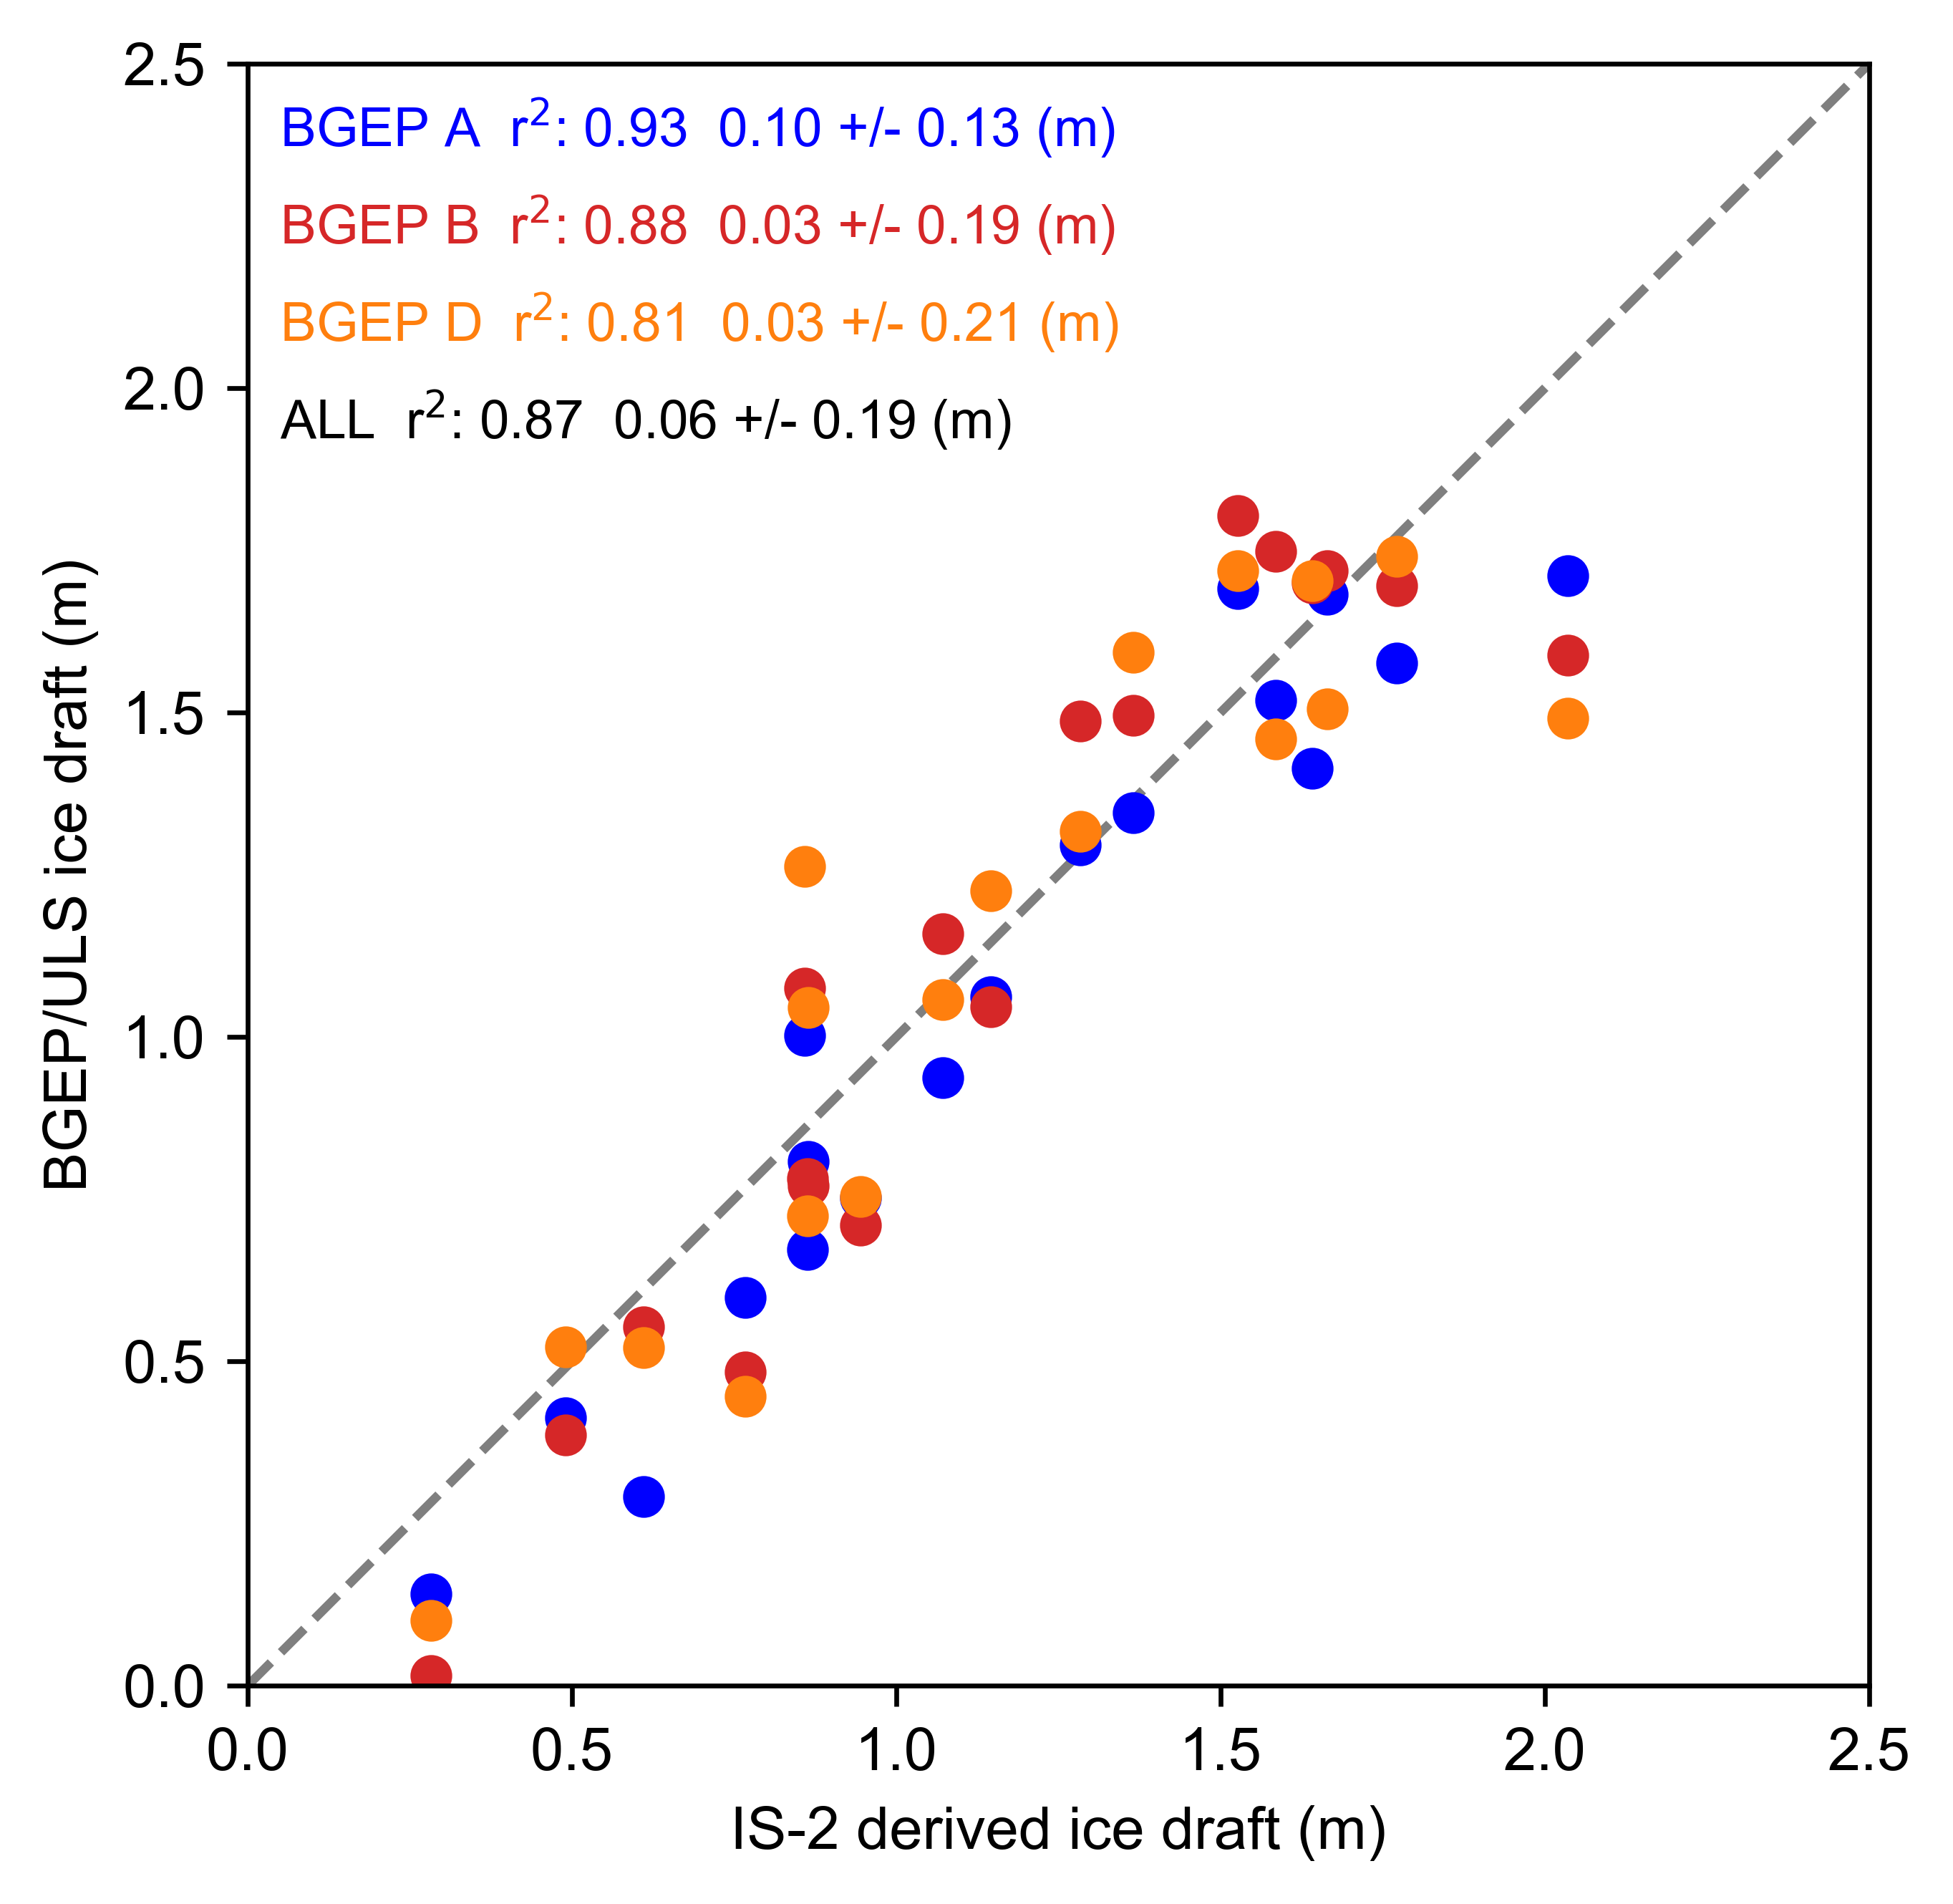 BGEP A r²: 0.93 0.10 +/- 0.13 (m)
BGEP B r²: 0.88 0.03 +/- 0.19 (m)
BGEP D r²: 0.81 0.03 +/- 0.21 (m)
ALL r²: 0.87 0.06 +/- 0.19 (m)
BGEP/ULS ice draft (m)
2.5
2.0
1.5
1.0
0.5
0.0
0.0 0.5 1.0 1.5 2.0 2.5
IS-2 derived ice draft (m)